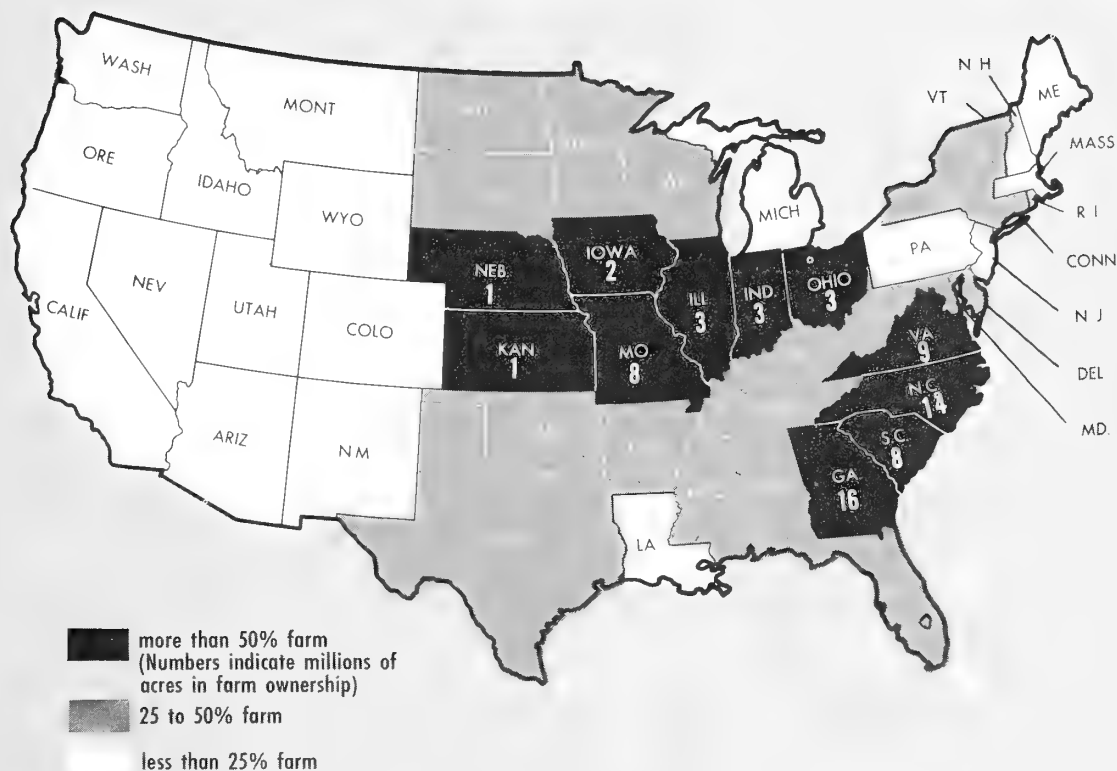 WASH
MONT
ORE
IDAHO
WYO
NEV
CALIF
UTAH
COLO
ARIZ
N M
NEB.
1
KAN.
1
IOWA
2
MO.
8
ILL.
3
IND.
3
OHIO
3
MICH
LA
VA.
9
N.C.
14
S.C.
8
GA
16
PA
N H
VT
ME
MASS
R I
CONN
N J
DEL
MD.
more than 50% farm
(Numbers indicate millions of
acres in farm ownership)
25 to 50% farm
less than 25% farm